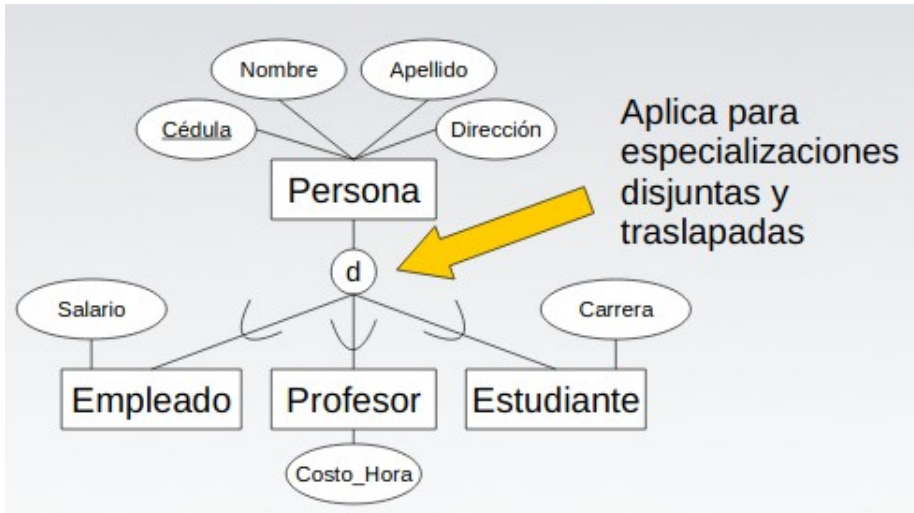 Nombre
Apellido
Cédula
Dirección
Aplica para
especializaciones
disjuntas y
traslapadas
Persona
d
Salario
Carrera
Empleado
Profesor
Estudiante
Costo_Hora